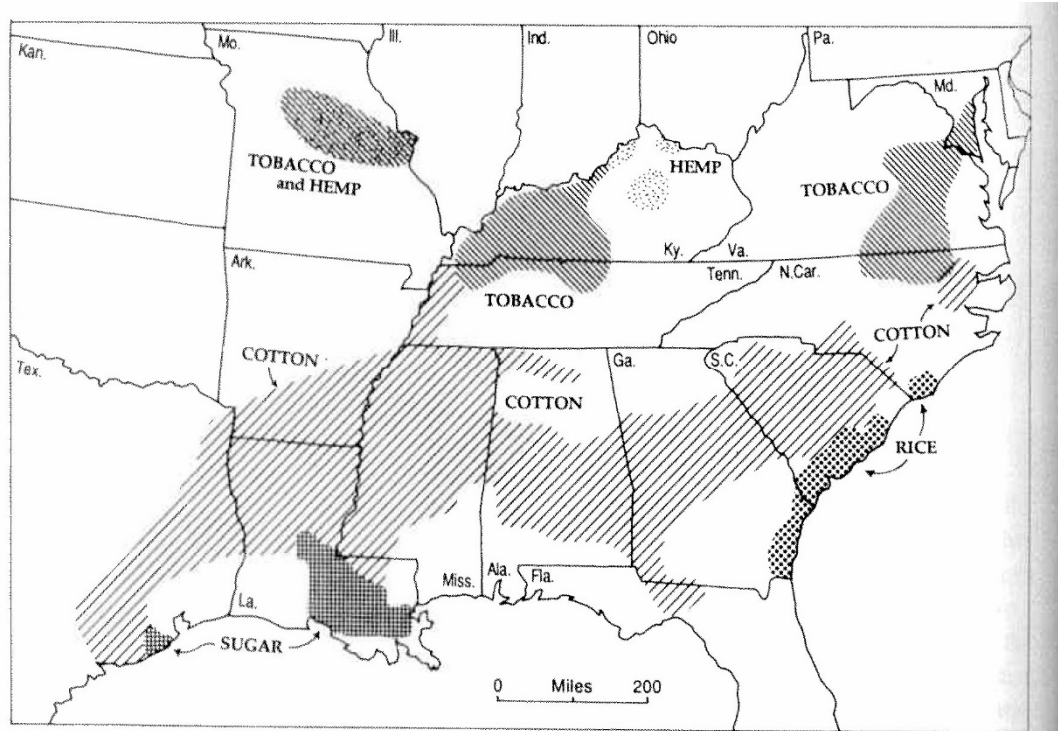 Kan.
Mo.
Ill.
Ind.
Ohio
Pa.
Md.
TOBACCO
and HEMP
HEMP
TOBACCO
Ky.
Va.
Ark.
Tenn.
N.Car.
TOBACCO
COTTON
COTTON
Tex.
Ga.
S.C.
COTTON
RICE
Miss.
Ala.
Fla.
La.
SUGAR
0 Miles 200